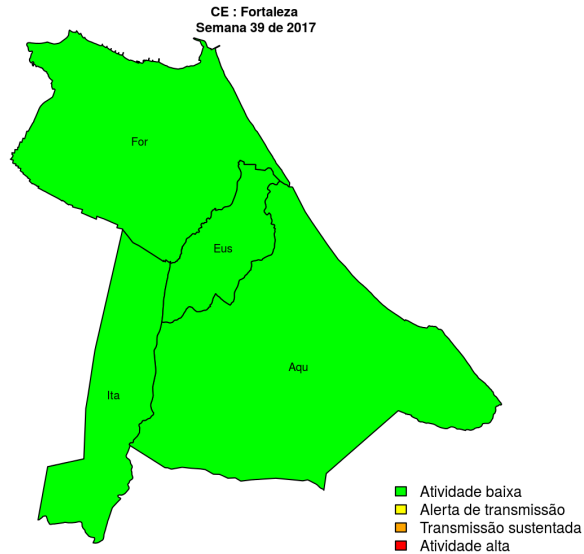 CE : Fortaleza
Semana 39 de 2017
For
Eus
Aqu
Ita
Atividade baixa
Alerta de transmissão
Transmissão sustentada
Atividade alta